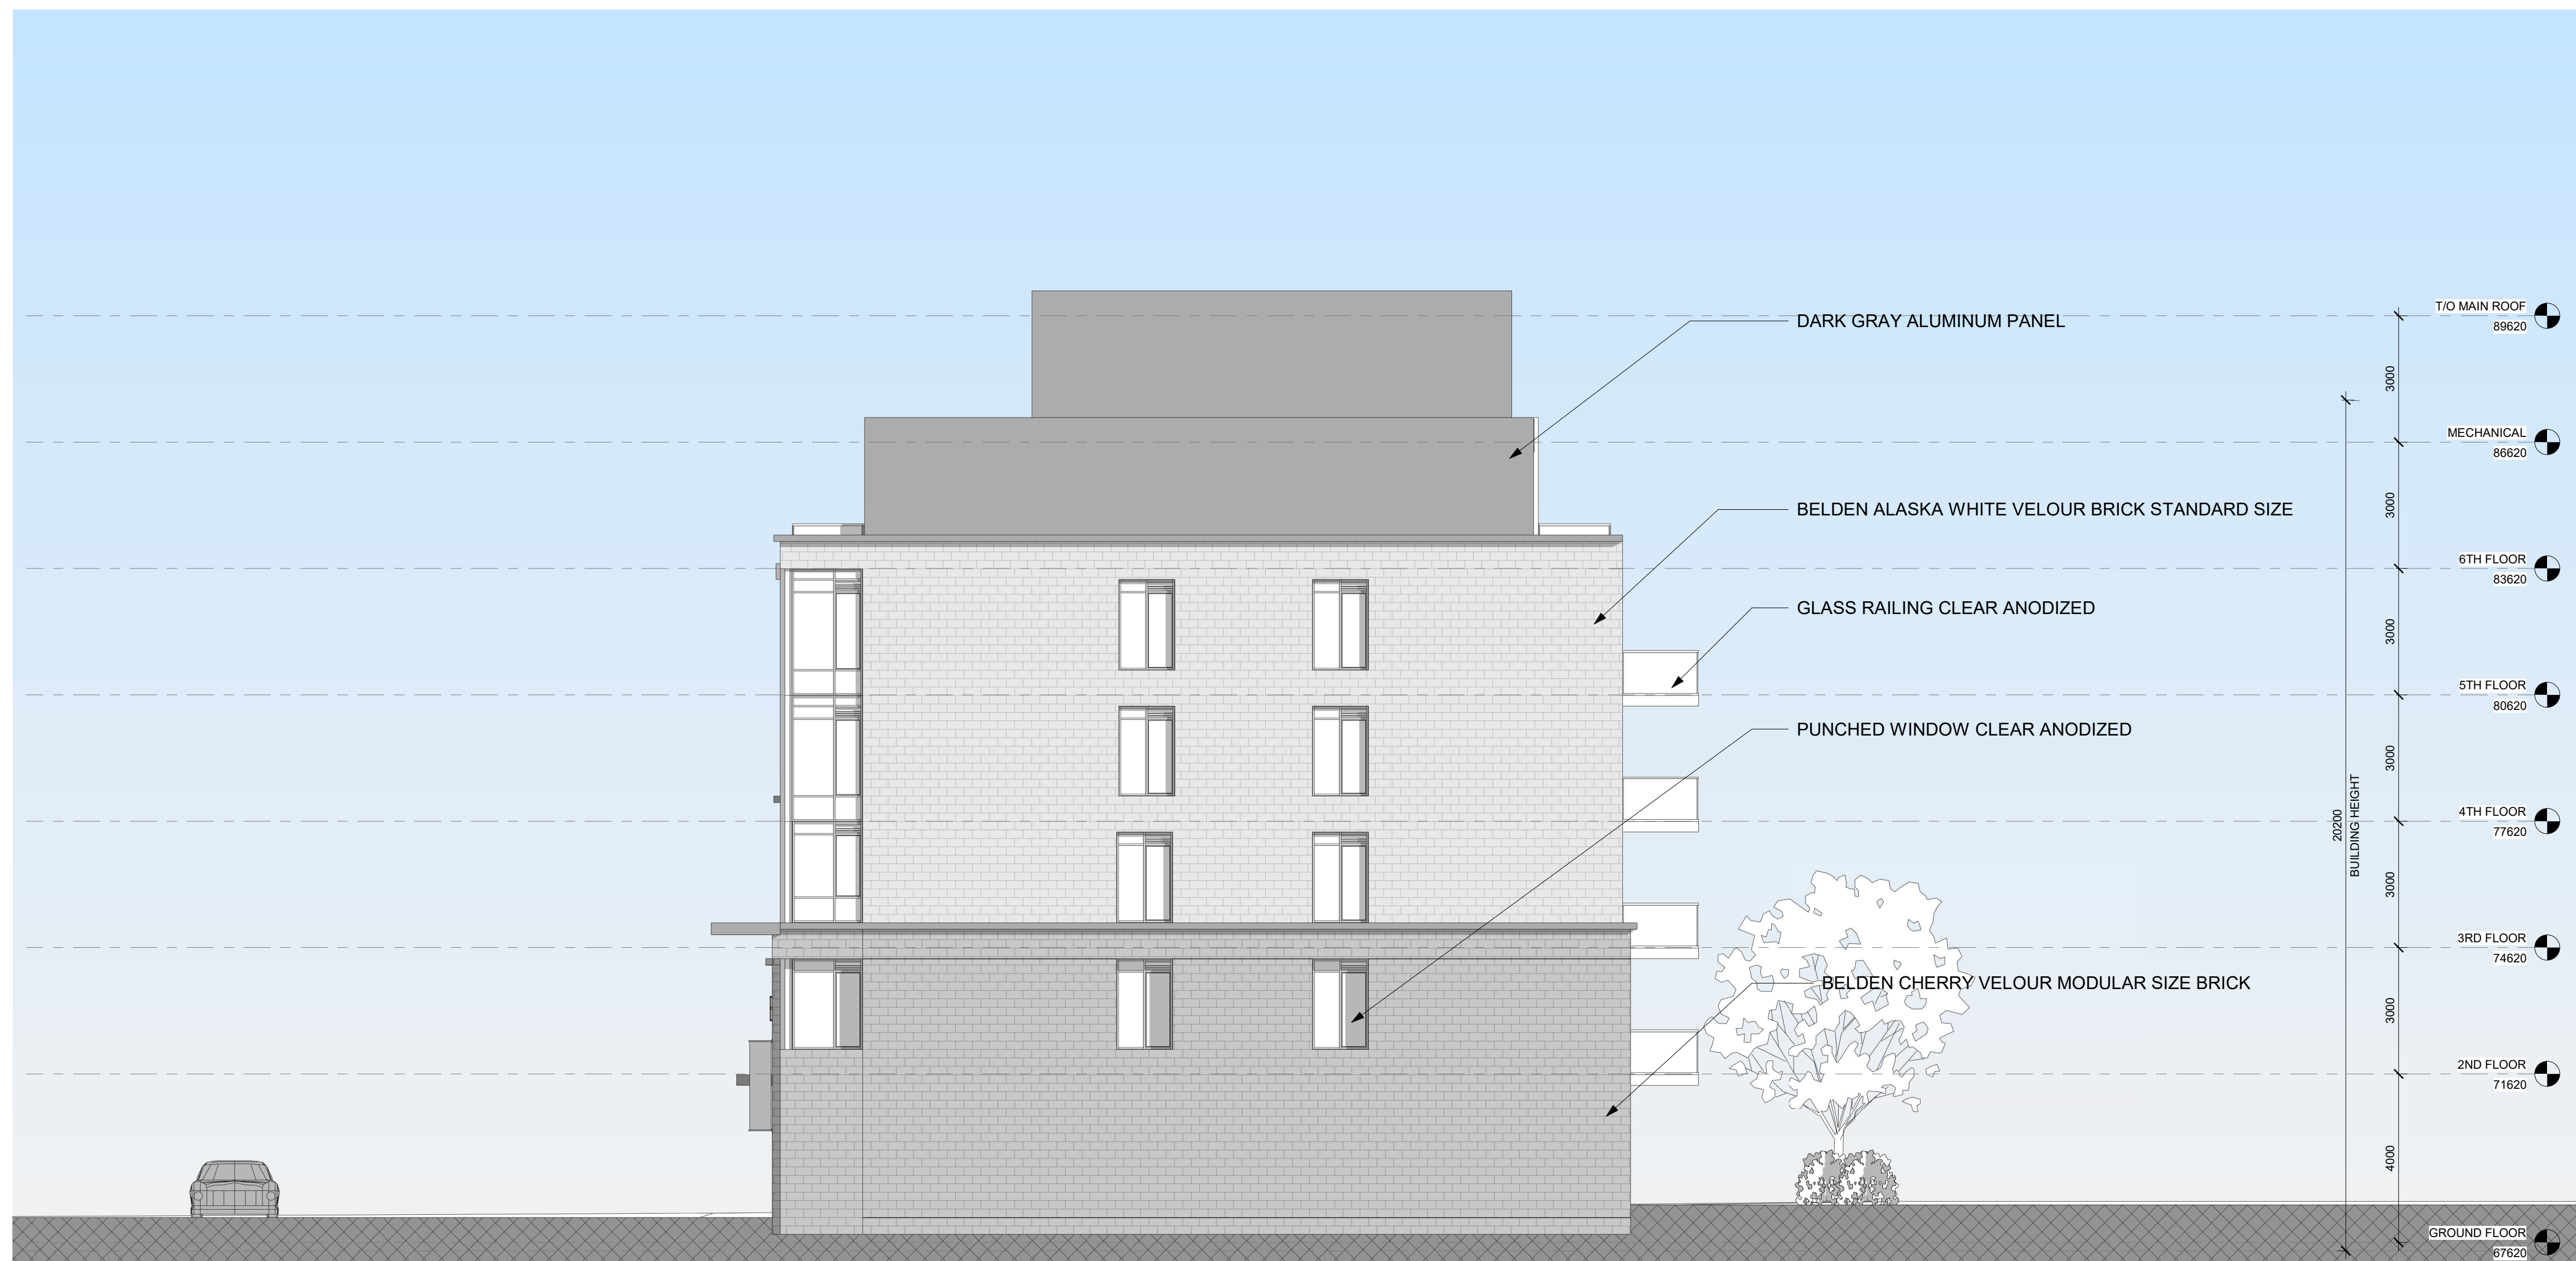 T/O MAIN ROOF
89620
DARK GRAY ALUMINUM PANEL
3000
MECHANICAL
86620
3000
BELDEN ALASKA WHITE VELOUR BRICK STANDARD SIZE
6TH FLOOR
83620
GLASS RAILING CLEAR ANODIZED
3000
5TH FLOOR
80620
PUNCHED WINDOW CLEAR ANODIZED
3000
4TH FLOOR
77620
20200
BUILDING HEIGHT
3000
3RD FLOOR
74620
BELDEN CHERRY VELOUR MODULAR SIZE BRICK
3000
2ND FLOOR
71620
4000
GROUND FLOOR
67620